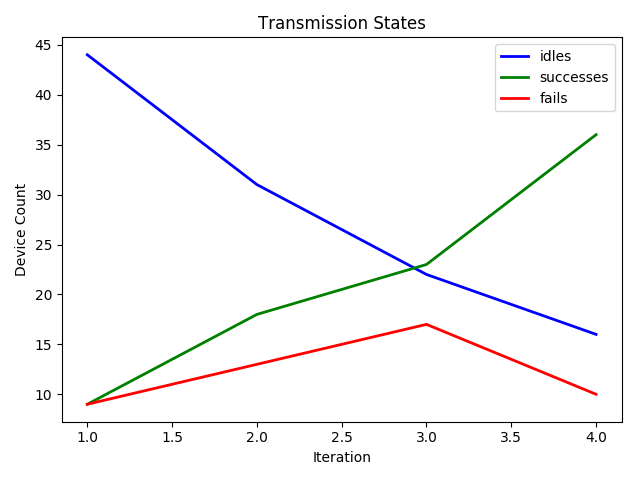 Transmission States
45
40
35
30
25
20
15
10
Device Count
idles
successes
fails
1.0 1.5 2.0 2.5 3.0 3.5 4.0
Iteration